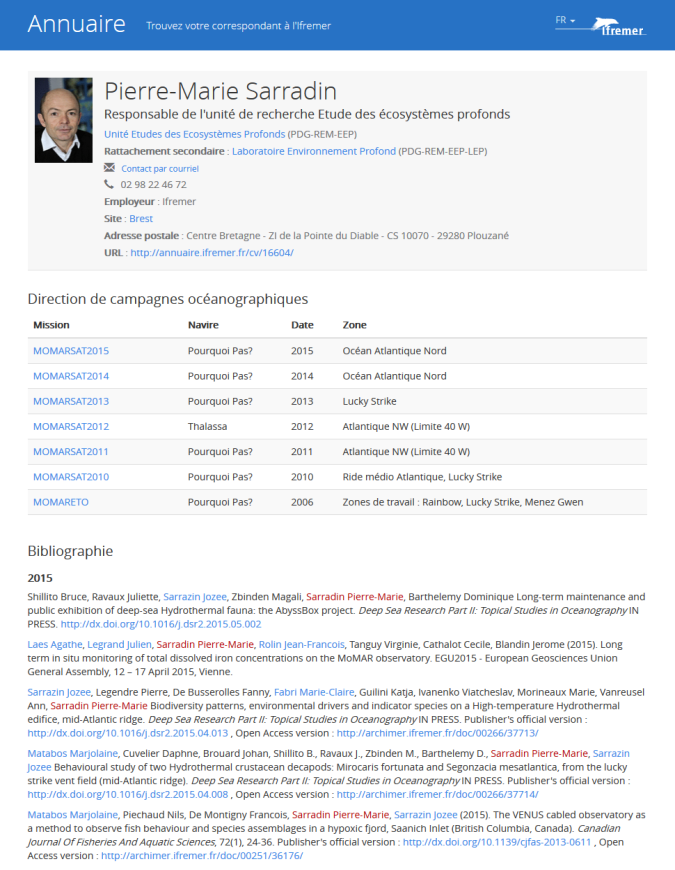 Annuaire Trouvez votre correspondant à l'Ifremer FR ifremer
Pierre-Marie Sarradin
Responsable de l'unité de recherche Etude des écosystèmes profonds
Unité Etudes des Ecosystèmes Profonds (PDG-REM-EEP)
Rattachement secondaire : Laboratoire Environnement Profond (PDG-REM-EEP-LEP)
Contact par courriel
02 98 22 46 72
Employeur : Ifremer
Site : Brest
Adresse postale : Centre Bretagne - ZI de la Pointe du Diable - CS 10070 - 29280 Plouzané
URL : http://annuaire.ifremer.fr/cv/16604/
Direction de campagnes océanographiques
Mission Navire Date Zone
MOMARSAT2015 Pourquoi Pas? 2015 Océan Atlantique Nord
MOMARSAT2014 Pourquoi Pas? 2014 Océan Atlantique Nord
MOMARSAT2013 Pourquoi Pas? 2013 Lucky Strike
MOMARSAT2012 Thalassa 2012 Atlantique NW (Limite 40 W)
MOMARSAT2011 Pourquoi Pas? 2011 Atlantique NW (Limite 40 W)
MOMARSAT2010 Pourquoi Pas? 2010 Ride médio Atlantique, Lucky Strike
MOMARETO Pourquoi Pas? 2006 Zones de travail : Rainbow, Lucky Strike, Menez Gwen
Bibliographie
2015
Shillito Bruce, Ravaux Juliette, Sarrazin Jozee, Zbinden Magali, Sarradin Pierre-Marie, Barthelemy Dominique Long-term maintenance and
public exhibition of deep-sea Hydrothermal fauna: the AbyssBox project. Deep Sea Research Part II: Topical Studies in Oceanography IN
PRESS. http://dx.doi.org/10.1016/j.dsr2.2015.05.002
Laes Agathe, Legrand Julien, Sarradin Pierre-Marie, Rolin Jean-Francois, Tanguy Virginie, Cathalot Cecile, Blandin Jerome (2015). Long
term in situ monitoring of total dissolved iron concentrations on the MoMAR observatory. EGU2015 - European Geosciences Union
General Assembly, 12 – 17 April 2015, Vienne.
Sarrazin Jozee, Legendre Pierre, De Busserolles Fanny, Fabri Marie-Claire, Guilini Katja, Ivanenko Viatcheslav, Morineaux Marie, Vanreusel
Ann, Sarradin Pierre-Marie Biodiversity patterns, environmental drivers and indicator species on a High-temperature Hydrothermal
edifice, mid-Atlantic ridge. Deep Sea Research Part II: Topical Studies in Oceanography IN PRESS. Publisher's official version :
http://dx.doi.org/10.1016/j.dsr2.2015.04.013 , Open Access version : http://archimer.ifremer.fr/doc/00266/37713/
Matabos Marjolaine, Cuvelier Daphne, Brouard Johan, Shillito B., Ravaux J., Zbinden M., Barthelemy D., Sarradin Pierre-Marie, Sarrazin
Jozee Behavioural study of two Hydrothermal crustacean decapods: Mirocaris fortunata and Segonzacia mesatlantica, from the lucky
strike vent field (mid-Atlantic ridge). Deep Sea Research Part II: Topical Studies in Oceanography IN PRESS. Publisher's official version :
http://dx.doi.org/10.1016/j.dsr2.2015.04.008 , Open Access version : http://archimer.ifremer.fr/doc/00266/37714/
Matabos Marjolaine, Piechaud Nils, De Montigny Francois, Sarradin Pierre-Marie, Sarrazin Jozee (2015). The VENUS cabled observatory as
a method to observe fish behaviour and species assemblages in a hypoxic fjord, Saanich Inlet (British Columbia, Canada). Canadian
Journal Of Fisheries And Aquatic Sciences, 72(1), 24-36. Publisher's official version : http://dx.doi.org/10.1139/cjfas-2013-0611 , Open
Access version : http://archimer.ifremer.fr/doc/00251/36176/